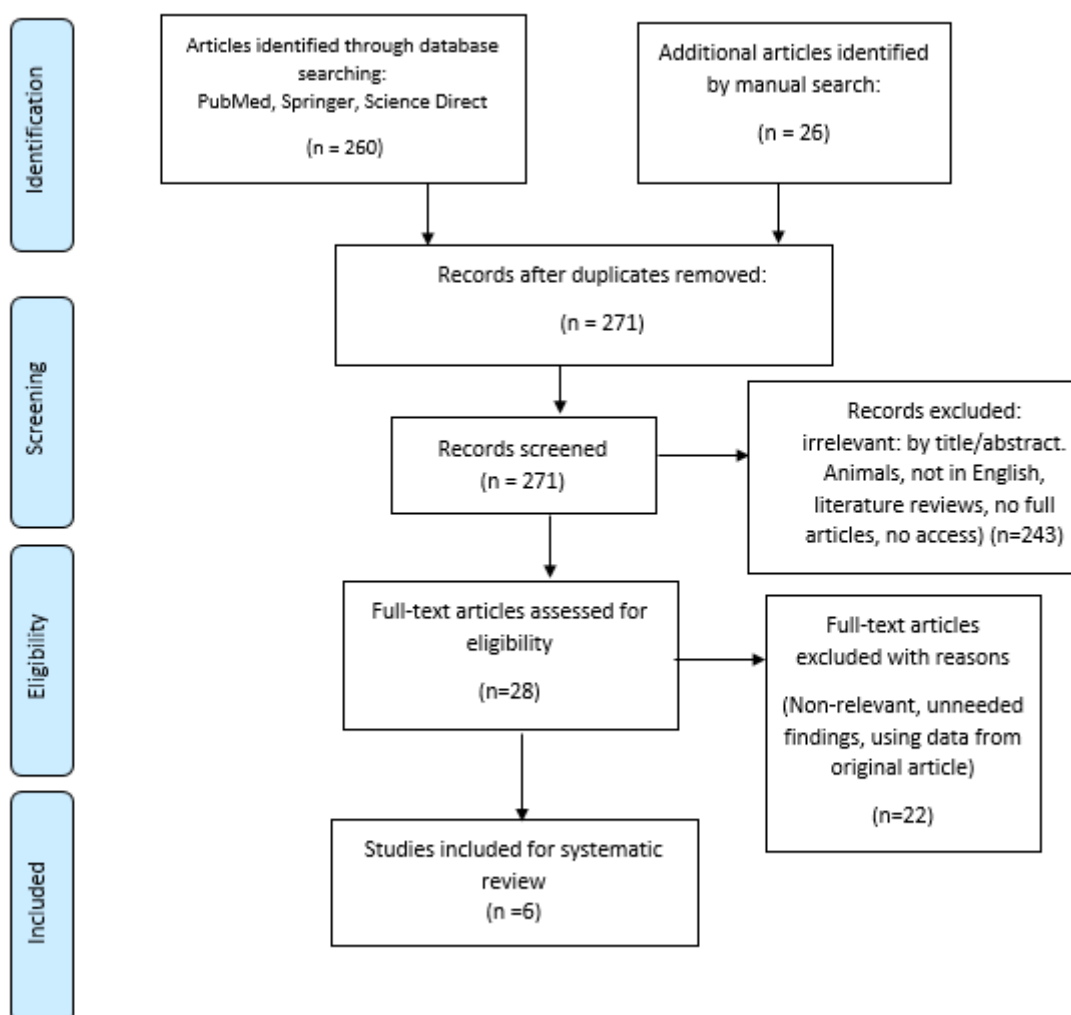 Identification
Articles identified through database
searching:
PubMed, Springer, Science Direct
(n = 260)
Additional articles identified
by manual search:
(n = 26)
Records after duplicates removed:
(n = 271)
Screening
Records screened
(n = 271)
Records excluded:
irrelevant: by title/abstract.
Animals, not in English,
literature reviews, no full
articles, no access) (n=243)
Eligibility
Full-text articles assessed for
eligibility
(n=28)
Full-text articles
excluded with reasons
(Non-relevant, unneeded
findings, using data from
original article)
(n=22)
Included
Studies included for systematic
review
(n =6)